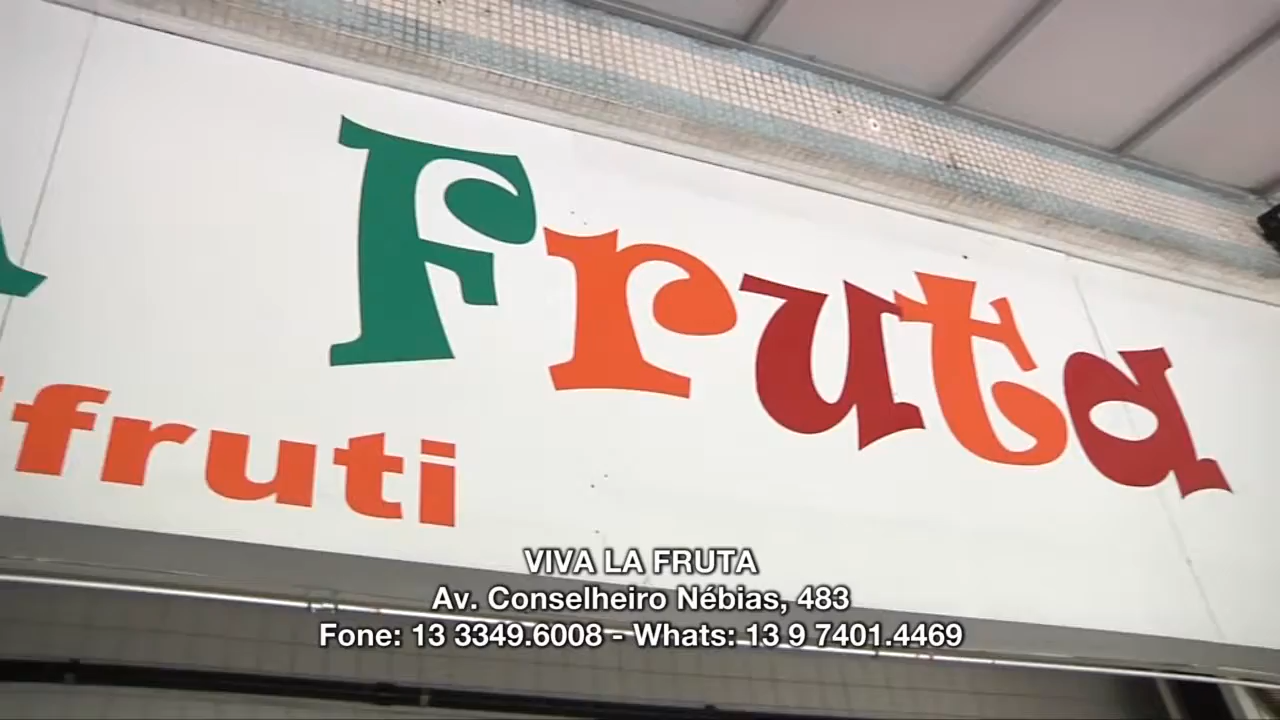 Fruta
fruti
VIVA LA FRUTA
Av. Conselheiro Nébias, 483
Fone: 13 3349.6008 - Whats: 13 9 7401.4469